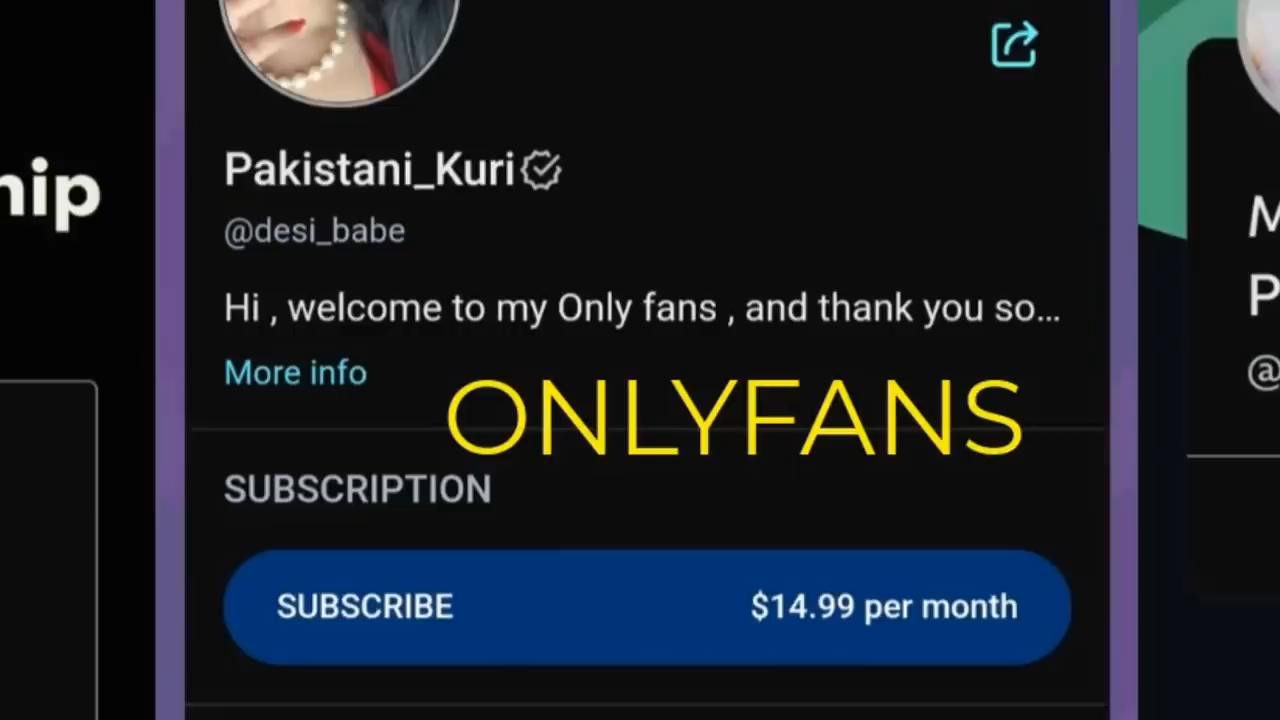 hip
Pakistani_Kuri
@desi_babe
Hi , welcome to my Only fans , and thank you so...
More info
ONLYFANS
SUBSCRIPTION
SUBSCRIBE $14.99 per month
M
P
@